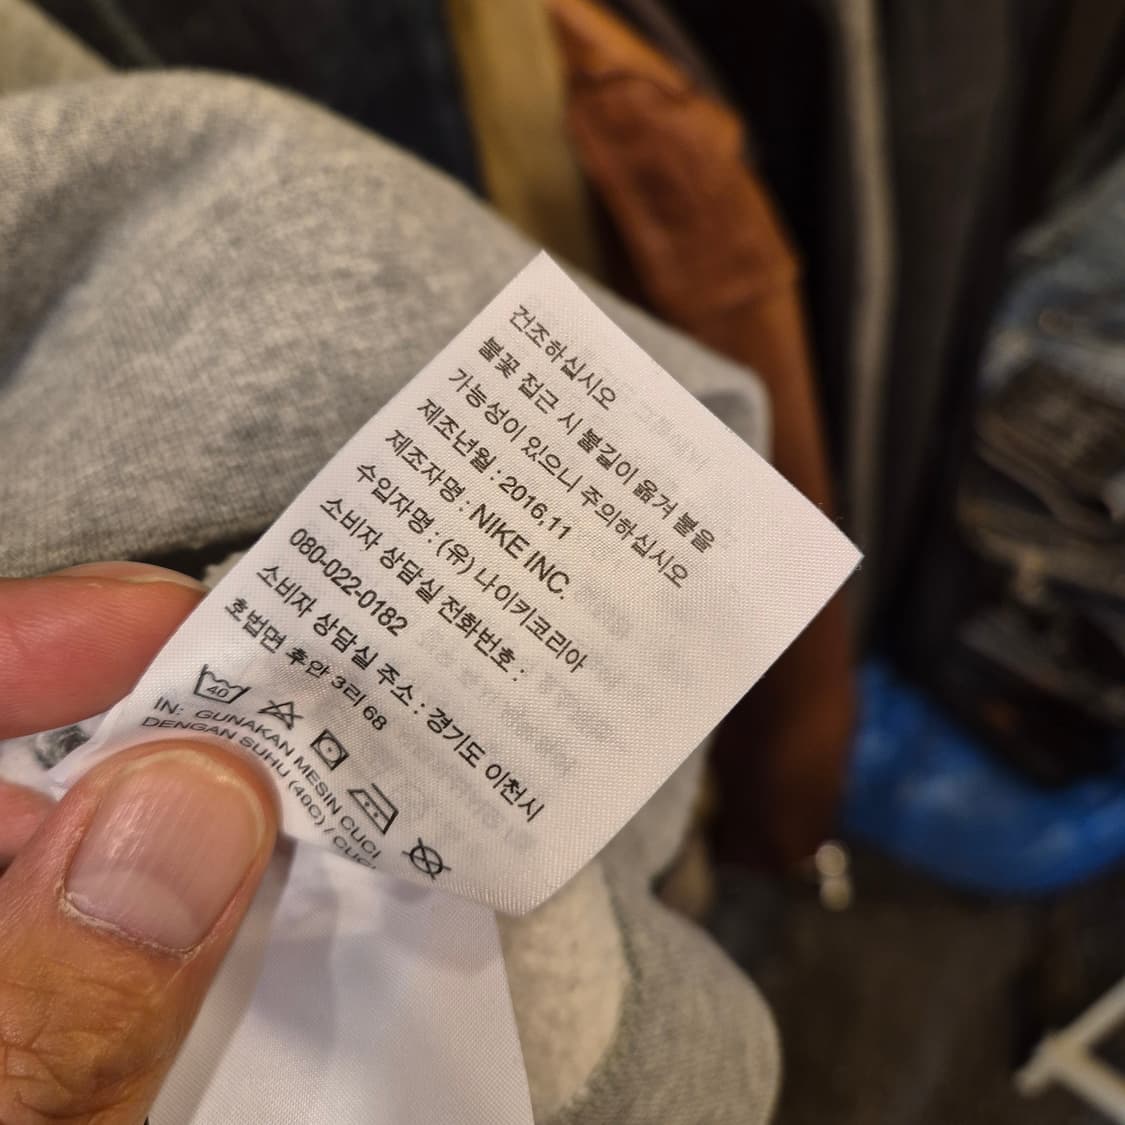 건조하십시오
불꽃 접근 시 불길이 옮겨 붙을
가능성이 있으니 주의하십시오
제조년월 : 2016.11
제조자명 : NIKE INC.
수입자명 : (유) 나이키코리아
소비자 상담실 전화번호 :
080-022-0182
소비자 상담실 주소 : 경기도 이천시
호법면 후안 3리 68
40
IN: GUNAKAN MESIN CUCI
DENGAN SUHU (40C) / CUCI